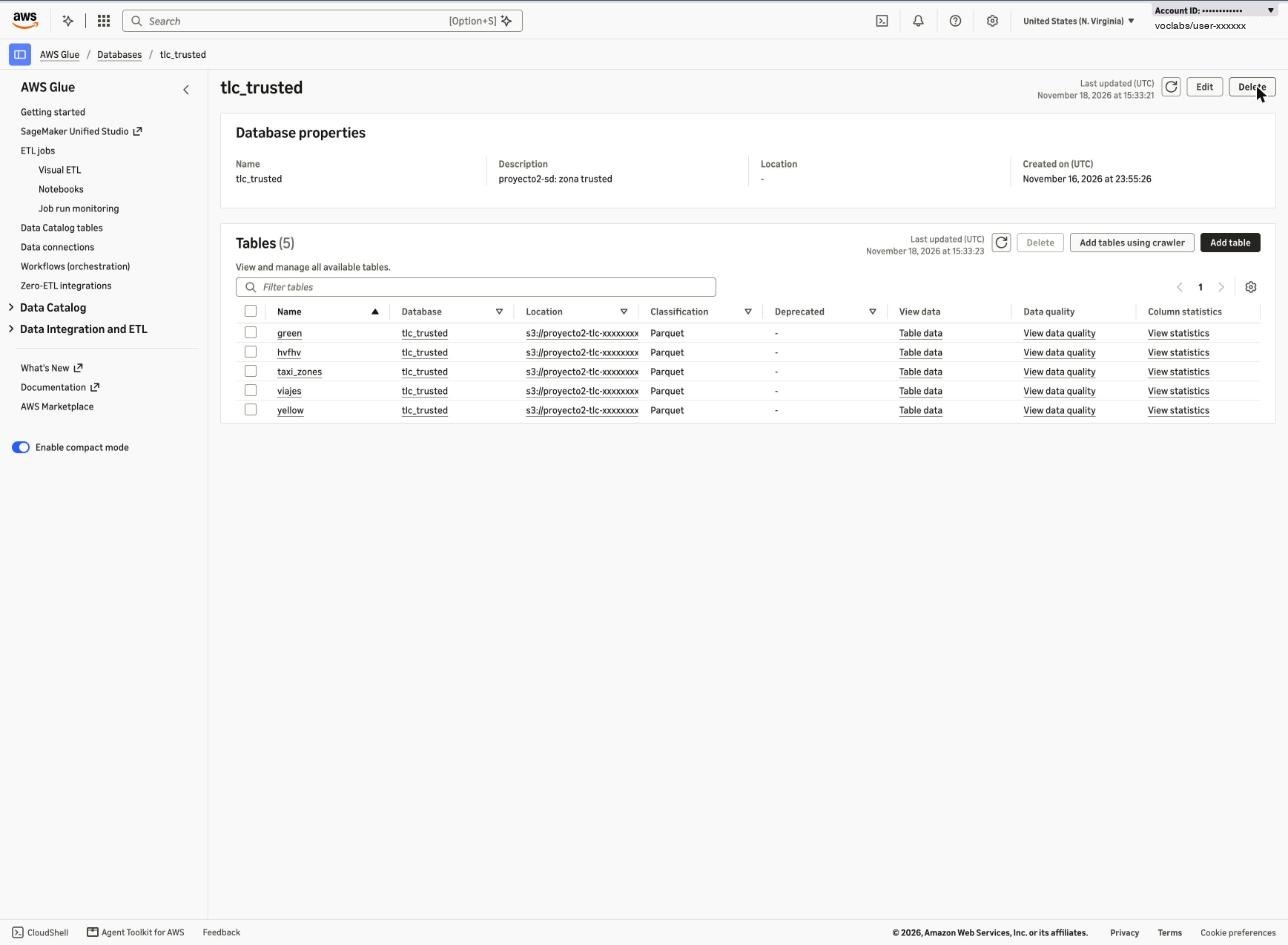 aws
Search [Option+S]
United States (N. Virginia)
Account ID: ••••••••••••
voclabs/user-xxxxxx
AWS Glue / Databases / tlc_trusted
AWS Glue
Getting started
SageMaker Unified Studio
ETL jobs
Visual ETL
Notebooks
Job run monitoring
Data Catalog tables
Data connections
Workflows (orchestration)
Zero-ETL integrations
Data Catalog
Data Integration and ETL
What's New
Documentation
AWS Marketplace
Enable compact mode
tlc_trusted
Last updated (UTC)
November 18, 2026 at 15:33:21
Edit
Delete
Database properties
Name
tlc_trusted
Description
proyecto2-sd: zona trusted
Location
-
Created on (UTC)
November 16, 2026 at 23:55:26
Tables (5)
Last updated (UTC)
November 18, 2026 at 15:33:23
Delete
Add tables using crawler
Add table
View and manage all available tables.
Filter tables
1
Name Database Location Classification Deprecated View data Data quality Column statistics
green tlc_trusted s3://proyecto2-tlc-xxxxxxxx Parquet - Table data View data quality View statistics
hvfhv tlc_trusted s3://proyecto2-tlc-xxxxxxxx Parquet - Table data View data quality View statistics
taxi_zones tlc_trusted s3://proyecto2-tlc-xxxxxxxx Parquet - Table data View data quality View statistics
viajes tlc_trusted s3://proyecto2-tlc-xxxxxxxx Parquet - Table data View data quality View statistics
yellow tlc_trusted s3://proyecto2-tlc-xxxxxxxx Parquet - Table data View data quality View statistics
CloudShell Agent Toolkit for AWS Feedback
© 2026, Amazon Web Services, Inc. or its affiliates. Privacy Terms Cookie preferences